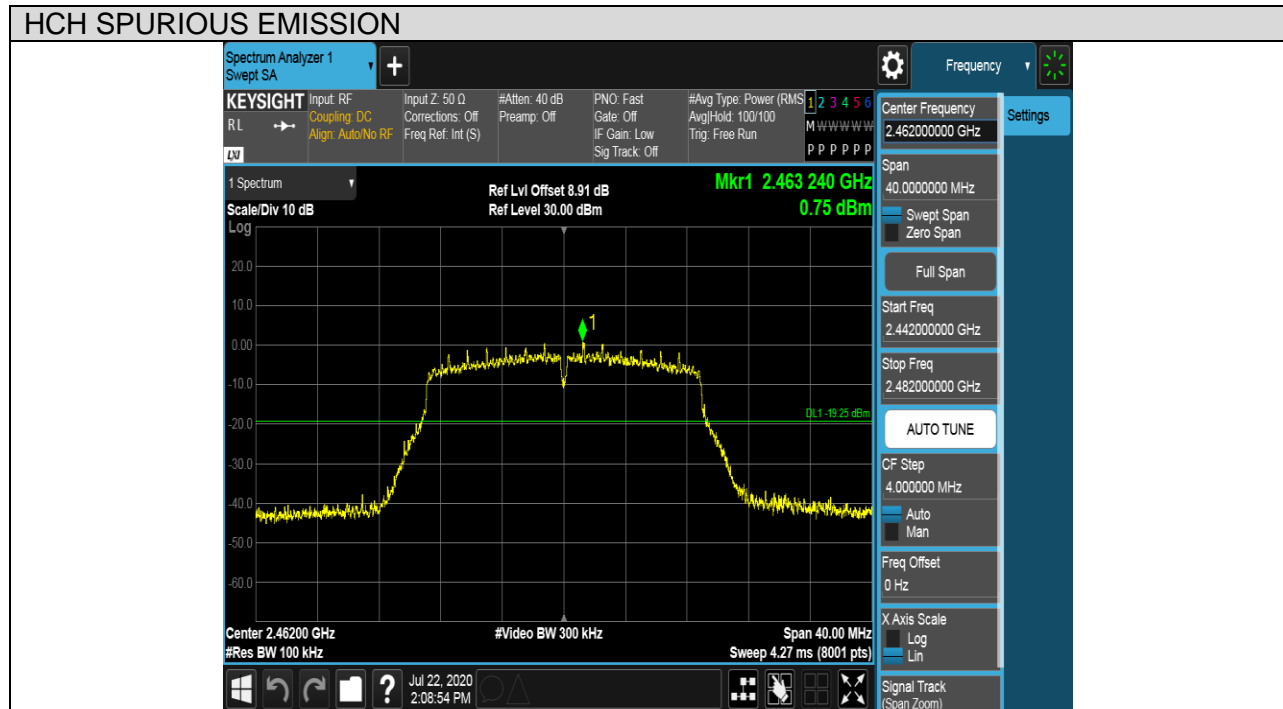 HCH SPURIOUS EMISSION
Spectrum Analyzer 1
Swept SA
+
Frequency
KEYSIGHT
RL
LXI
Input: RF
Coupling: DC
Align: Auto/No RF
Input Z: 50 Ω
Corrections: Off
Freq Ref: Int (S)
#Atten: 40 dB
Preamp: Off
PNO: Fast
Gate: Off
IF Gain: Low
Sig Track: Off
#Avg Type: Power (RMS
Avg|Hold: 100/100
Trig: Free Run
1 2 3 4 5 6
M W W W W W
P P P P P P
1 Spectrum
Scale/Div 10 dB
Log
Ref Lvl Offset 8.91 dB
Ref Level 30.00 dBm
Mkr1 2.463 240 GHz
0.75 dBm
20.0
10.0
0.00
-10.0
-20.0
-30.0
-40.0
-50.0
-60.0
1
DL1 -19.25 dBm
Center 2.46200 GHz
#Res BW 100 kHz
#Video BW 300 kHz
Span 40.00 MHz
Sweep 4.27 ms (8001 pts)
Center Frequency
2.462000000 GHz
Settings
Span
40.0000000 MHz
Swept Span
Zero Span
Full Span
Start Freq
2.442000000 GHz
Stop Freq
2.482000000 GHz
AUTO TUNE
CF Step
4.000000 MHz
Auto
Man
Freq Offset
0 Hz
X Axis Scale
Log
Lin
Signal Track
(Span Zoom)
?
Jul 22, 2020
2:08:54 PM